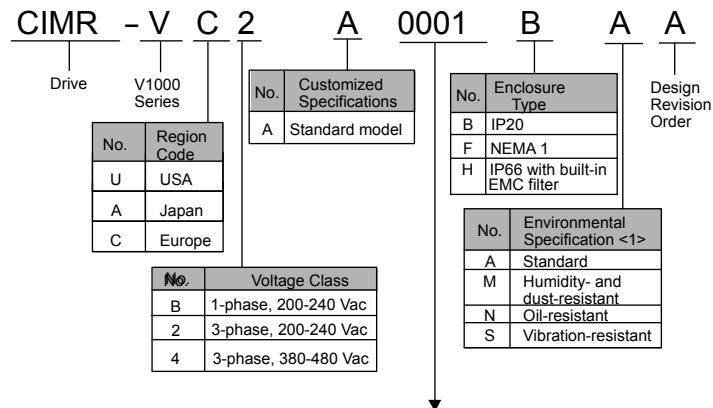 CIMR – V C 2 A 0001 B A A
Drive
V1000
Series
Design
Revision
Order
No. Customized
Specifications
A Standard model
No. Enclosure
Type
B IP20
F NEMA 1
H IP66 with built-in
EMC filter
No. Region
Code
U USA
A Japan
C Europe
No. Environmental
Specification <1>
A Standard
M Humidity- and
dust-resistant
N Oil-resistant
S Vibration-resistant
No. Voltage Class
B 1-phase, 200-240 Vac
2 3-phase, 200-240 Vac
4 3-phase, 380-480 Vac